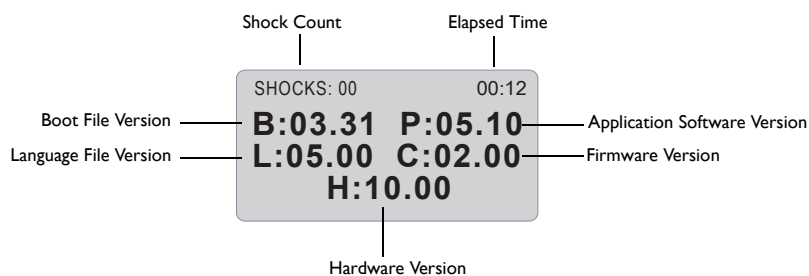 Shock Count Elapsed Time
SHOCKS: 00 00:12
Boot File Version B:03.31 P:05.10 Application Software Version
Language File Version L:05.00 C:02.00 Firmware Version
H:10.00
Hardware Version